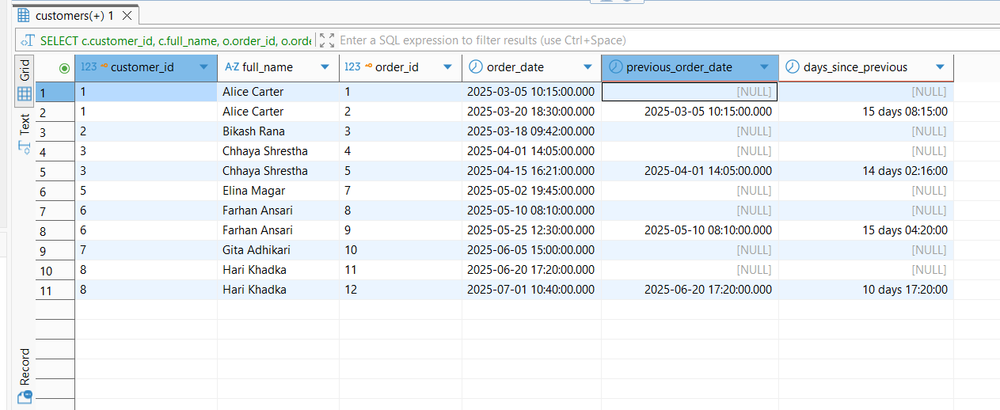 customers(+) 1
SELECT c.customer_id, c.full_name, o.order_id, o.orde Enter a SQL expression to filter results (use Ctrl+Space)
Grid
Text
Record
123 customer_id A-Z full_name 123 order_id order_date previous_order_date days_since_previous
1 1 Alice Carter 1 2025-03-05 10:15:00.000 [NULL] [NULL]
2 1 Alice Carter 2 2025-03-20 18:30:00.000 2025-03-05 10:15:00.000 15 days 08:15:00
3 2 Bikash Rana 3 2025-03-18 09:42:00.000 [NULL] [NULL]
4 3 Chhaya Shrestha 4 2025-04-01 14:05:00.000 [NULL] [NULL]
5 3 Chhaya Shrestha 5 2025-04-15 16:21:00.000 2025-04-01 14:05:00.000 14 days 02:16:00
6 5 Elina Magar 7 2025-05-02 19:45:00.000 [NULL] [NULL]
7 6 Farhan Ansari 8 2025-05-10 08:10:00.000 [NULL] [NULL]
8 6 Farhan Ansari 9 2025-05-25 12:30:00.000 2025-05-10 08:10:00.000 15 days 04:20:00
9 7 Gita Adhikari 10 2025-06-05 15:00:00.000 [NULL] [NULL]
10 8 Hari Khadka 11 2025-06-20 17:20:00.000 [NULL] [NULL]
11 8 Hari Khadka 12 2025-07-01 10:40:00.000 2025-06-20 17:20:00.000 10 days 17:20:00